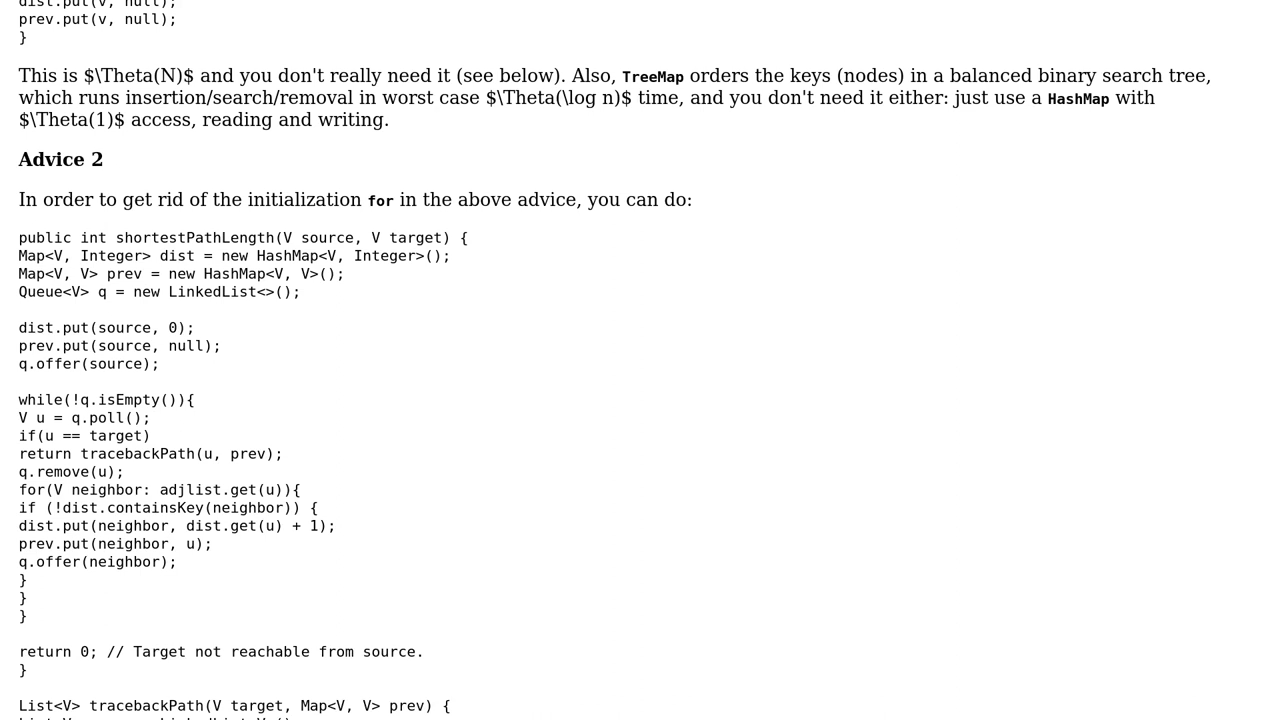 dist.put(v, null);
prev.put(v, null);
}
This is $\Theta(N)$ and you don't really need it (see below). Also, TreeMap orders the keys (nodes) in a balanced binary search tree,
which runs insertion/search/removal in worst case $\Theta(\log n)$ time, and you don't need it either: just use a HashMap with
$\Theta(1)$ access, reading and writing.
Advice 2
In order to get rid of the initialization for in the above advice, you can do:
public int shortestPathLength(V source, V target) {
Map<V, Integer> dist = new HashMap<V, Integer>();
Map<V, V> prev = new HashMap<V, V>();
Queue<V> q = new LinkedList<>();
dist.put(source, 0);
prev.put(source, null);
q.offer(source);
while(!q.isEmpty()){
V u = q.poll();
if(u == target)
return tracebackPath(u, prev);
q.remove(u);
for(V neighbor: adjlist.get(u)){
if (!dist.containsKey(neighbor)) {
dist.put(neighbor, dist.get(u) + 1);
prev.put(neighbor, u);
q.offer(neighbor);
}
}
}
return 0; // Target not reachable from source.
}
List<V> tracebackPath(V target, Map<V, V> prev) {